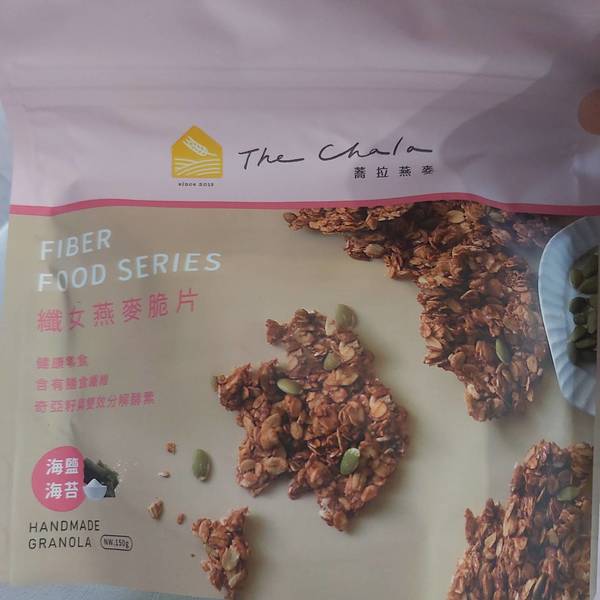 The Chala
蕎拉燕麥
SINCE 2012
FIBER
FOOD SERIES
纖女燕麥脆片
健康零食
含有膳食纖維
奇亞籽與雙效分解酵素
海鹽
海苔
HANDMADE
GRANOLA NW.150g